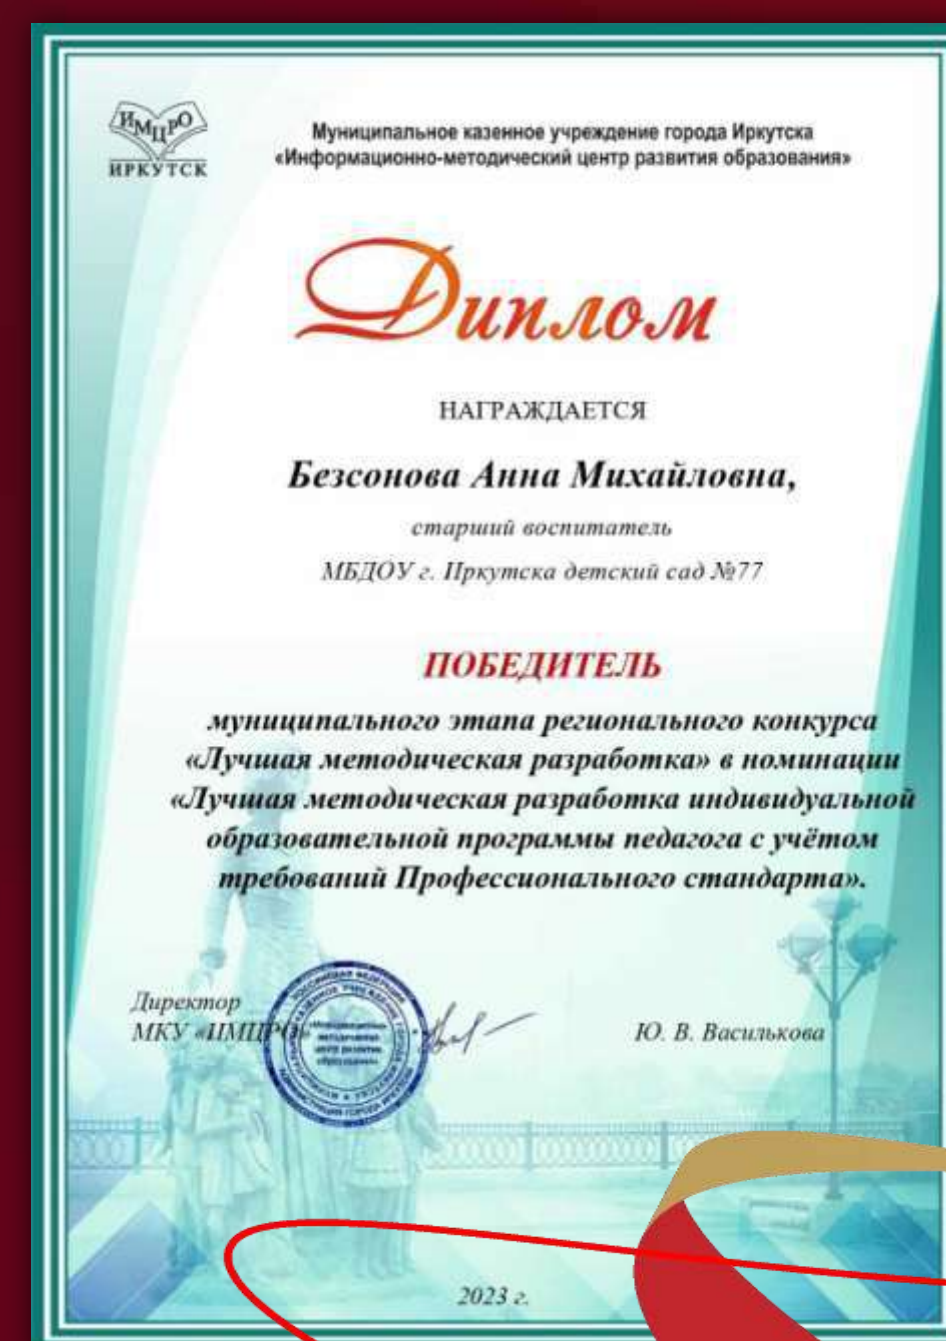 ИМЦРО
ИРКУТСК
Муниципальное казенное учреждение города Иркутска
«Информационно-методический центр развития образования»
Диплом
НАГРАЖДАЕТСЯ
Безсонова Анна Михайловна,
старший воспитатель
МБДОУ г. Иркутска детский сад №77
ПОБЕДИТЕЛЬ
муниципального этапа регионального конкурса
«Лучшая методическая разработка» в номинации
«Лучшая методическая разработка индивидуальной
образовательной программы педагога с учётом
требований Профессионального стандарта».
Директор
МКУ «ИМЦРО»
Ю. В. Василькова
2023 г.